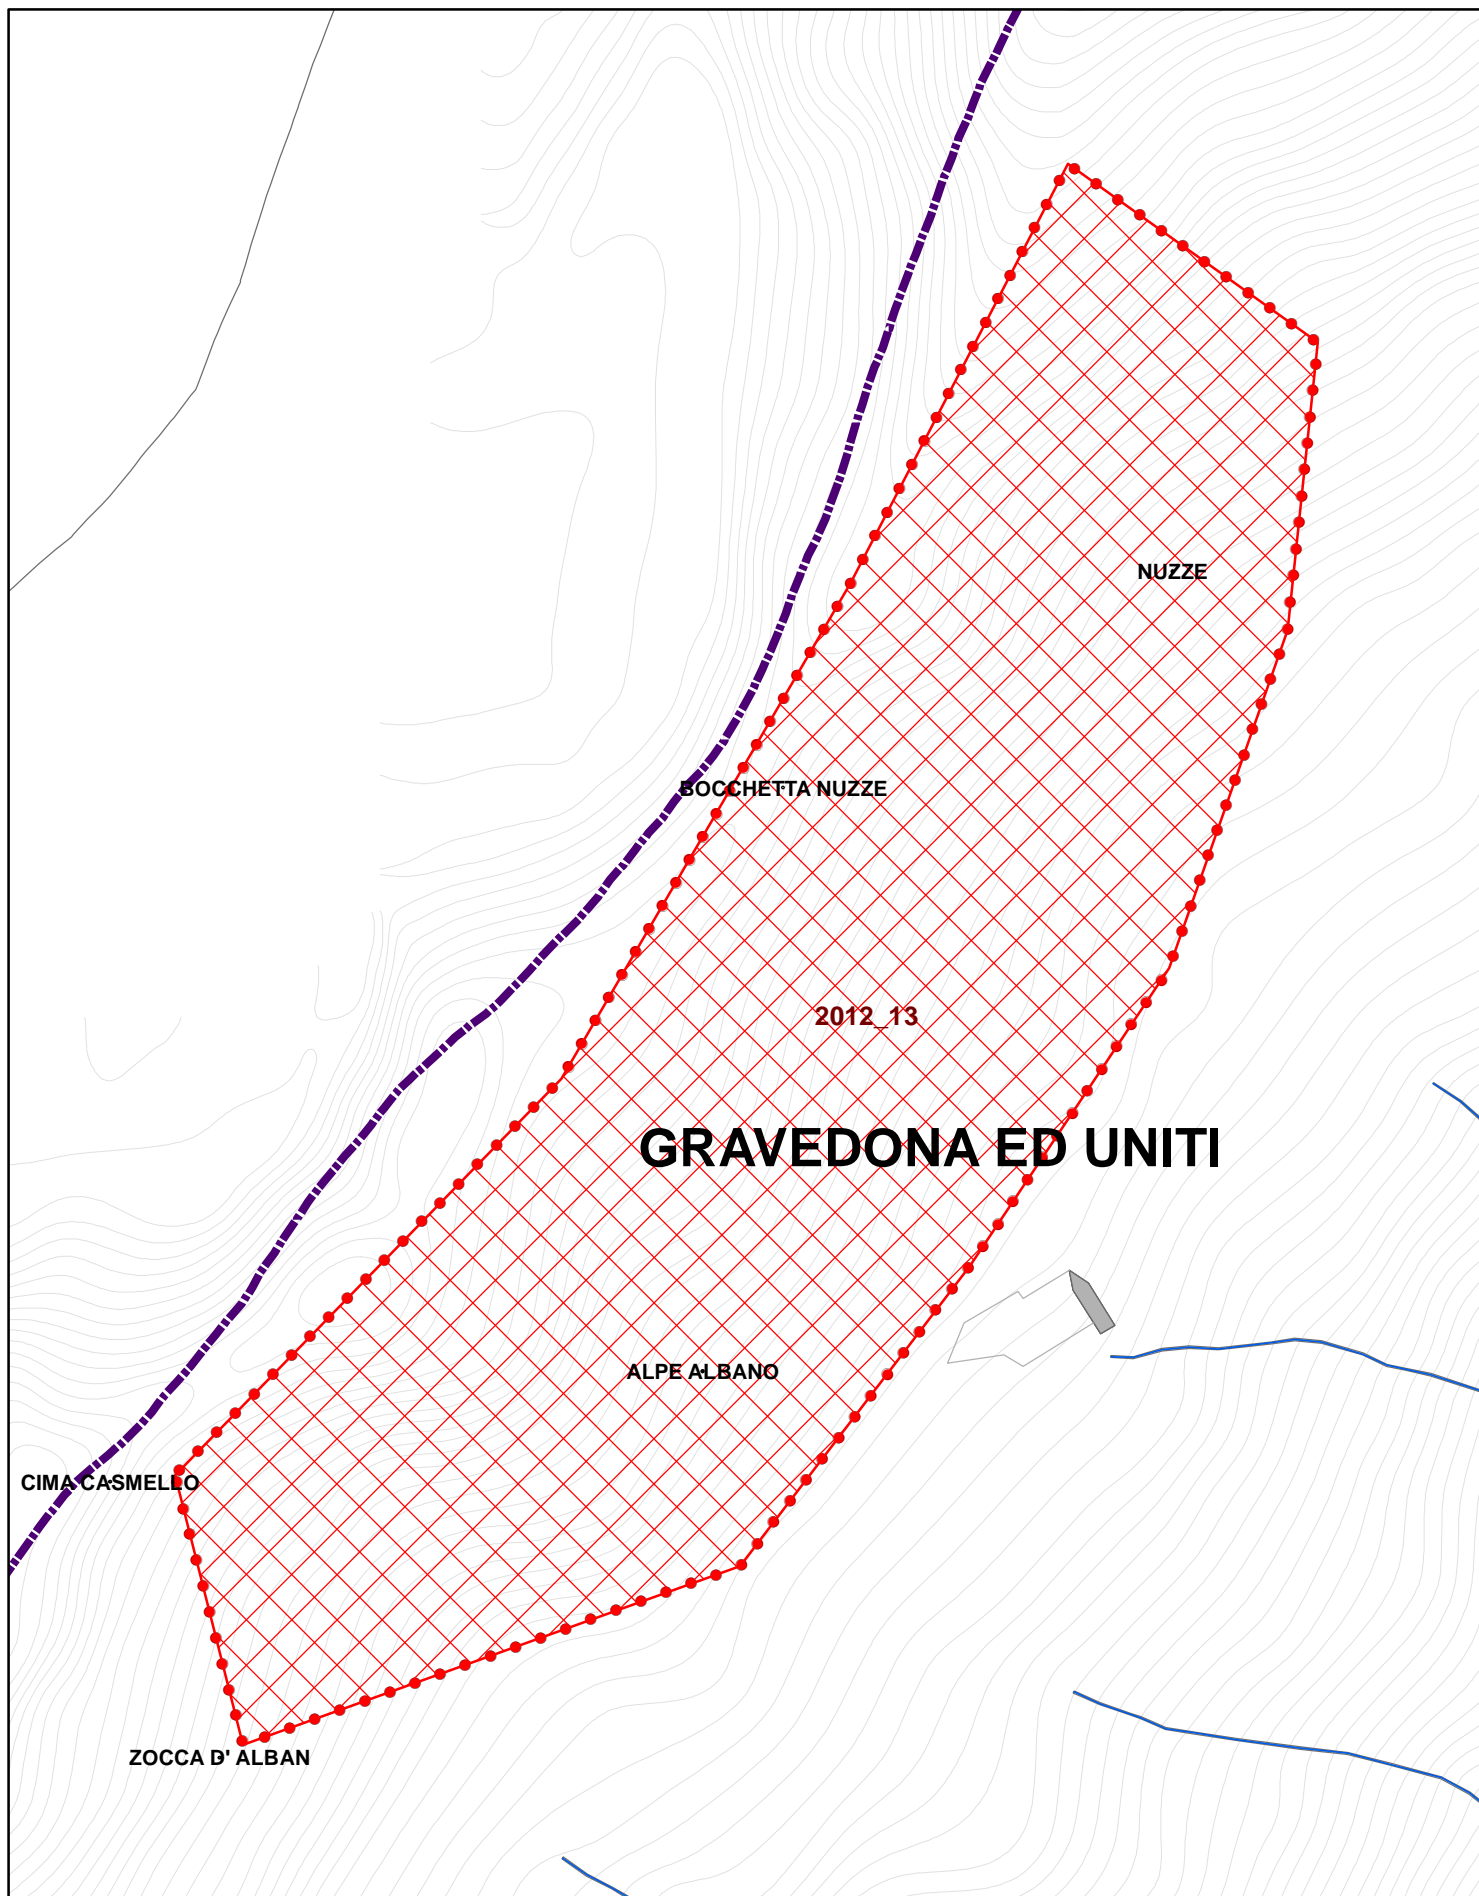 NUZZE
BOCCHETTA NUZZE
2012_13
GRAVEDONA ED UNITI
ALPE ALBANO
CIMA CASMELLO
ZOCCA D' ALBAN